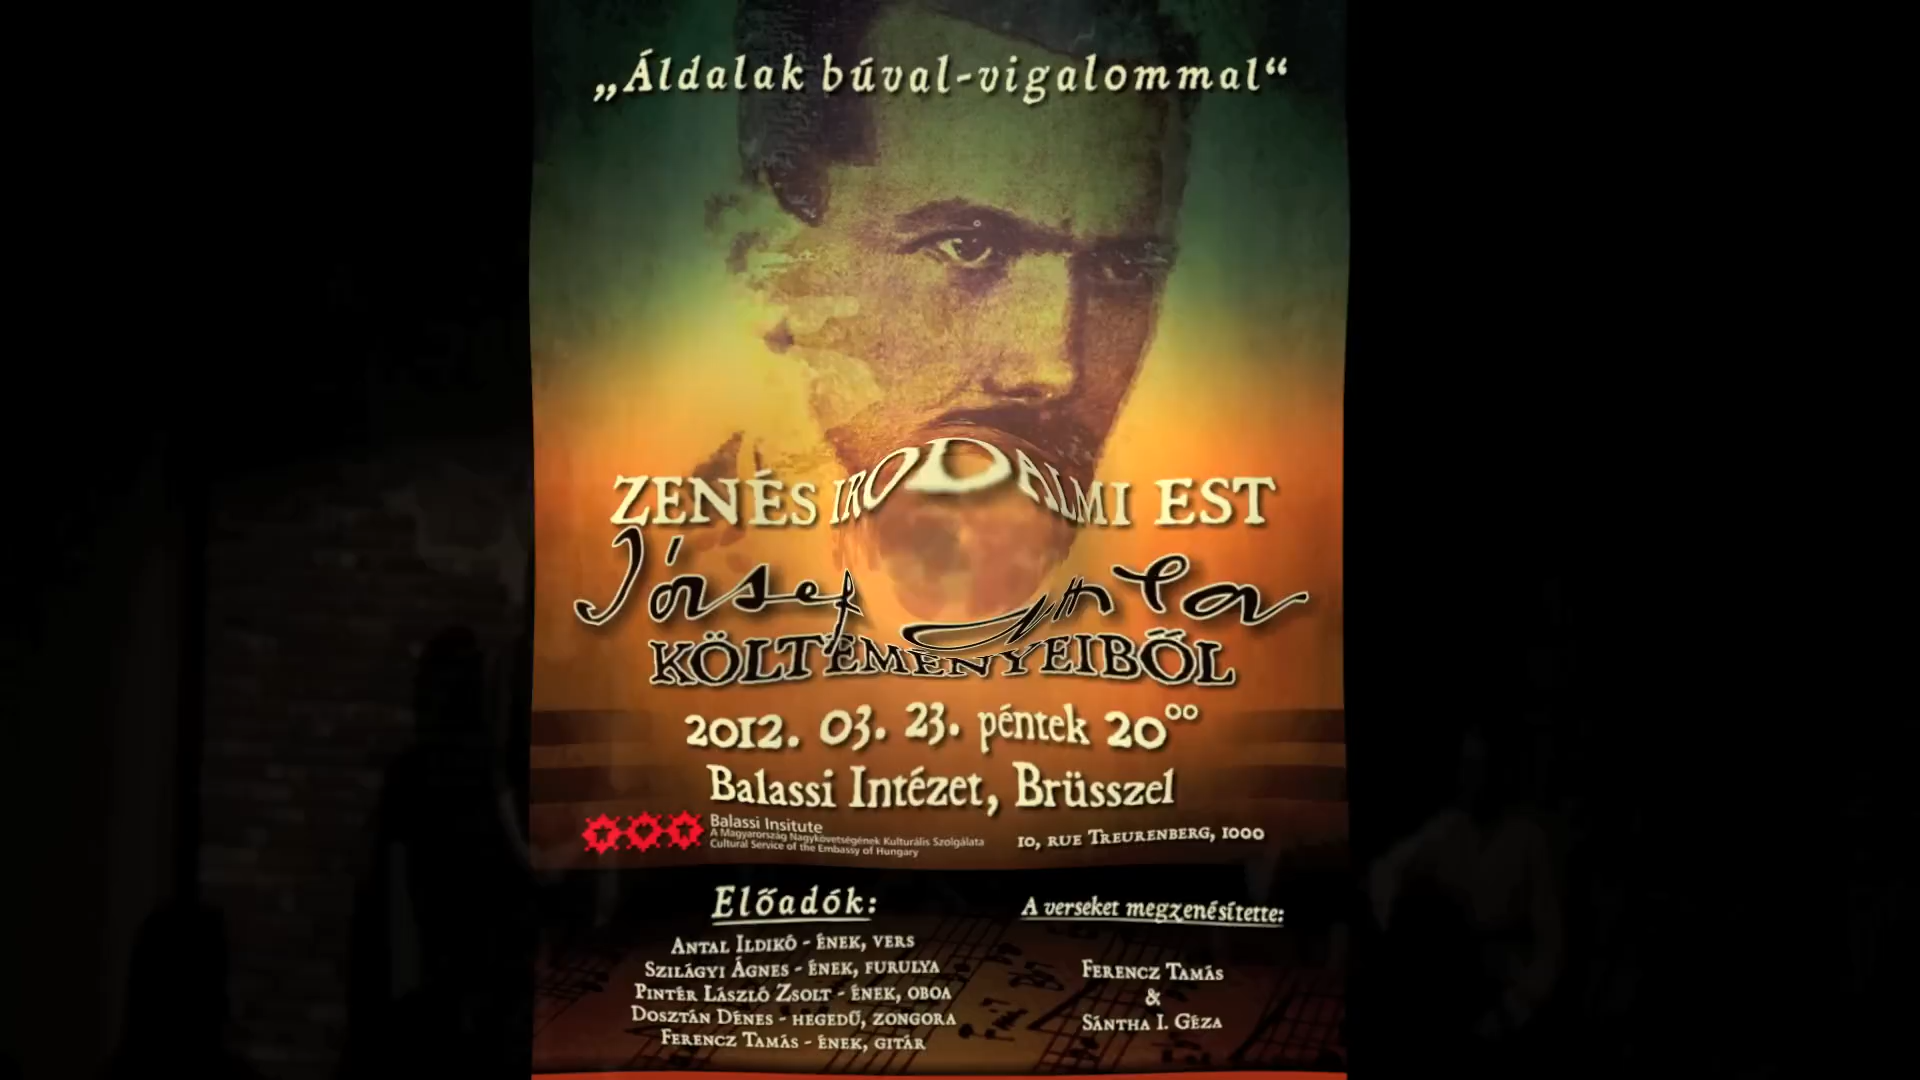 „Áldalak búval-vigalommal“
ZENÉS IRODALMI EST
József Attila
KÖLTEMÉNYEIBŐL
2012. 03. 23. péntek 20°°
Balassi Intézet, Brüsszel
Balassi Insitute
A Magyarország Nagykövetségének Kulturális Szolgálata
Cultural Service of the Embassy of Hungary
10, RUE TREURENBERG, 1000
Előadók:
ANTAL ILDIKÓ - ÉNEK, VERS
SZILÁGYI ÁGNES - ÉNEK, FURULYA
PINTÉR LÁSZLÓ ZSOLT - ÉNEK, OBOA
DOSZTÁN DÉNES - HEGEDŰ, ZONGORA
FERENCZ TAMÁS - ÉNEK, GITÁR
A verseket megzenésítette:
FERENCZ TAMÁS
&
SÁNTHA I. GÉZA